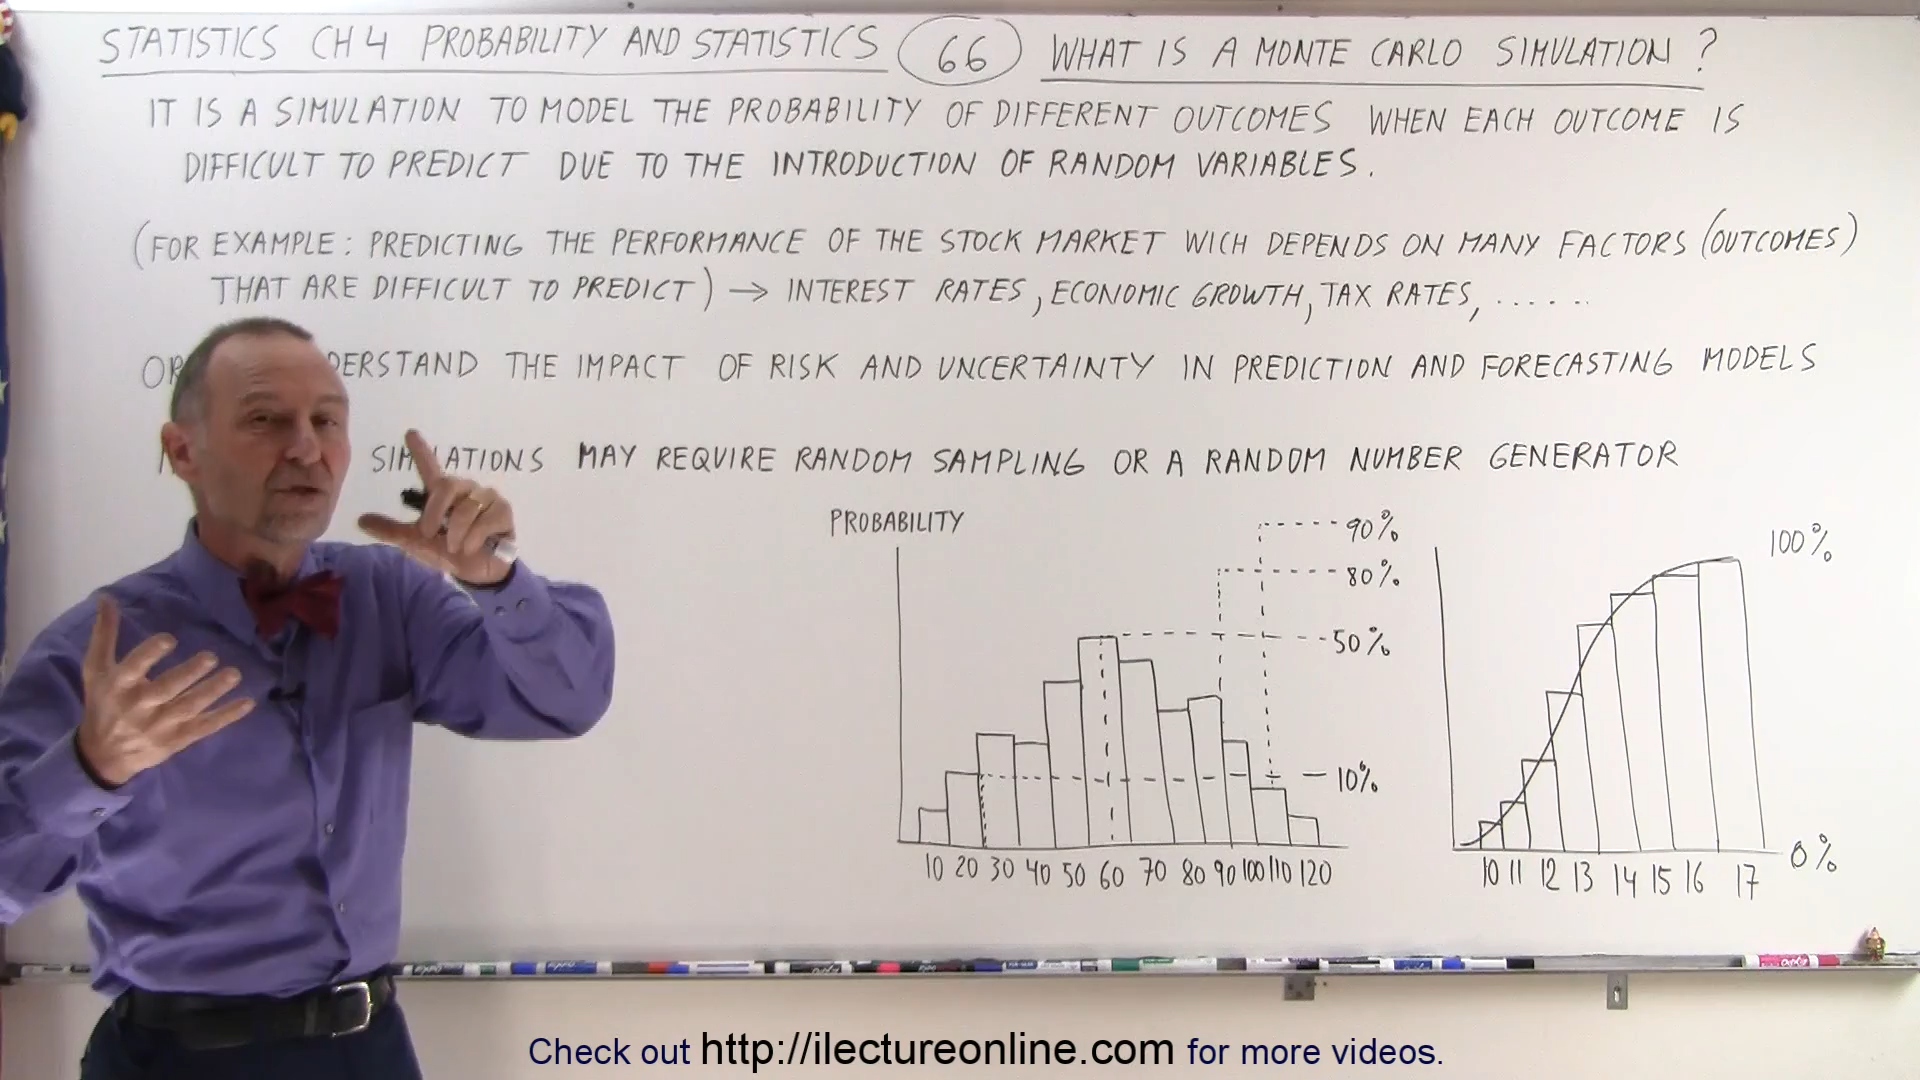 STATISTICS CH 4 PROBABILITY AND STATISTICS 66 WHAT IS A MONTE CARLO SIMULATION ?
IT IS A SIMULATION TO MODEL THE PROBABILITY OF DIFFERENT OUTCOMES WHEN EACH OUTCOME IS
DIFFICULT TO PREDICT DUE TO THE INTRODUCTION OF RANDOM VARIABLES.
(FOR EXAMPLE: PREDICTING THE PERFORMANCE OF THE STOCK MARKET WICH DEPENDS ON MANY FACTORS (OUTCOMES)
THAT ARE DIFFICULT TO PREDICT) → INTEREST RATES, ECONOMIC GROWTH, TAX RATES, ......
OR ERSTAND THE IMPACT OF RISK AND UNCERTAINTY IN PREDICTION AND FORECASTING MODELS
SIMULATIONS MAY REQUIRE RANDOM SAMPLING OR A RANDOM NUMBER GENERATOR
PROBABILITY
90%
80%
50%
10%
10 20 30 40 50 60 70 80 90 100 110 120
100%
0%
10 11 12 13 14 15 16 17
Check out http://ilectureonline.com for more videos.